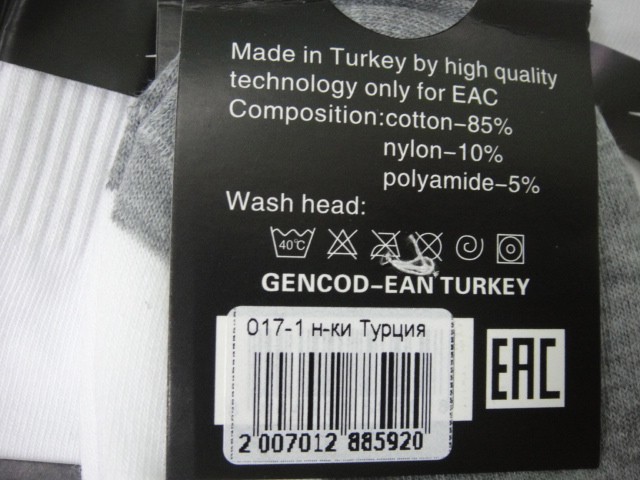 Made in Turkey by high quality
technology only for EAC
Composition:cotton–85%
nylon–10%
polyamide–5%
Wash head:
40°C
GENCOD–EAN TURKEY
017-1 н-ки Турция
2 007012 885920
EAC